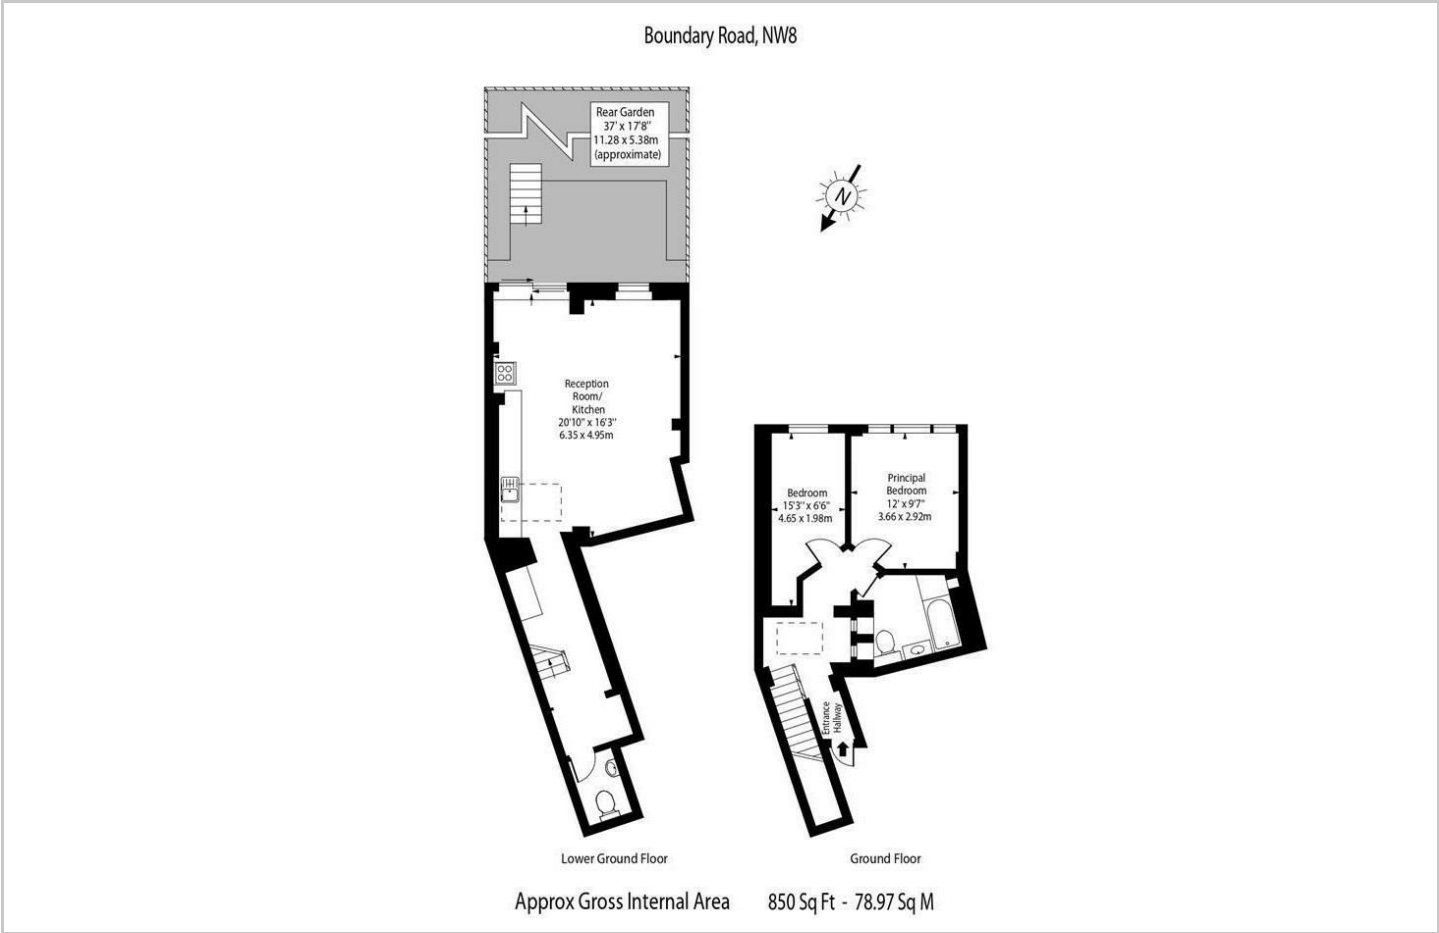 Boundary Road, NW8
Rear Garden
37' x 17'8"
11.28 x 5.38m
(approximate)
N
Reception
Room/
Kitchen
20'10" x 16'3"
6.35 x 4.95m
Bedroom
15'3" x 6'6"
4.65 x 1.98m
Principal
Bedroom
12' x 9'7"
3.66 x 2.92m
Entrance
Hallway
Lower Ground Floor
Ground Floor
Approx Gross Internal Area 850 Sq Ft - 78.97 Sq M